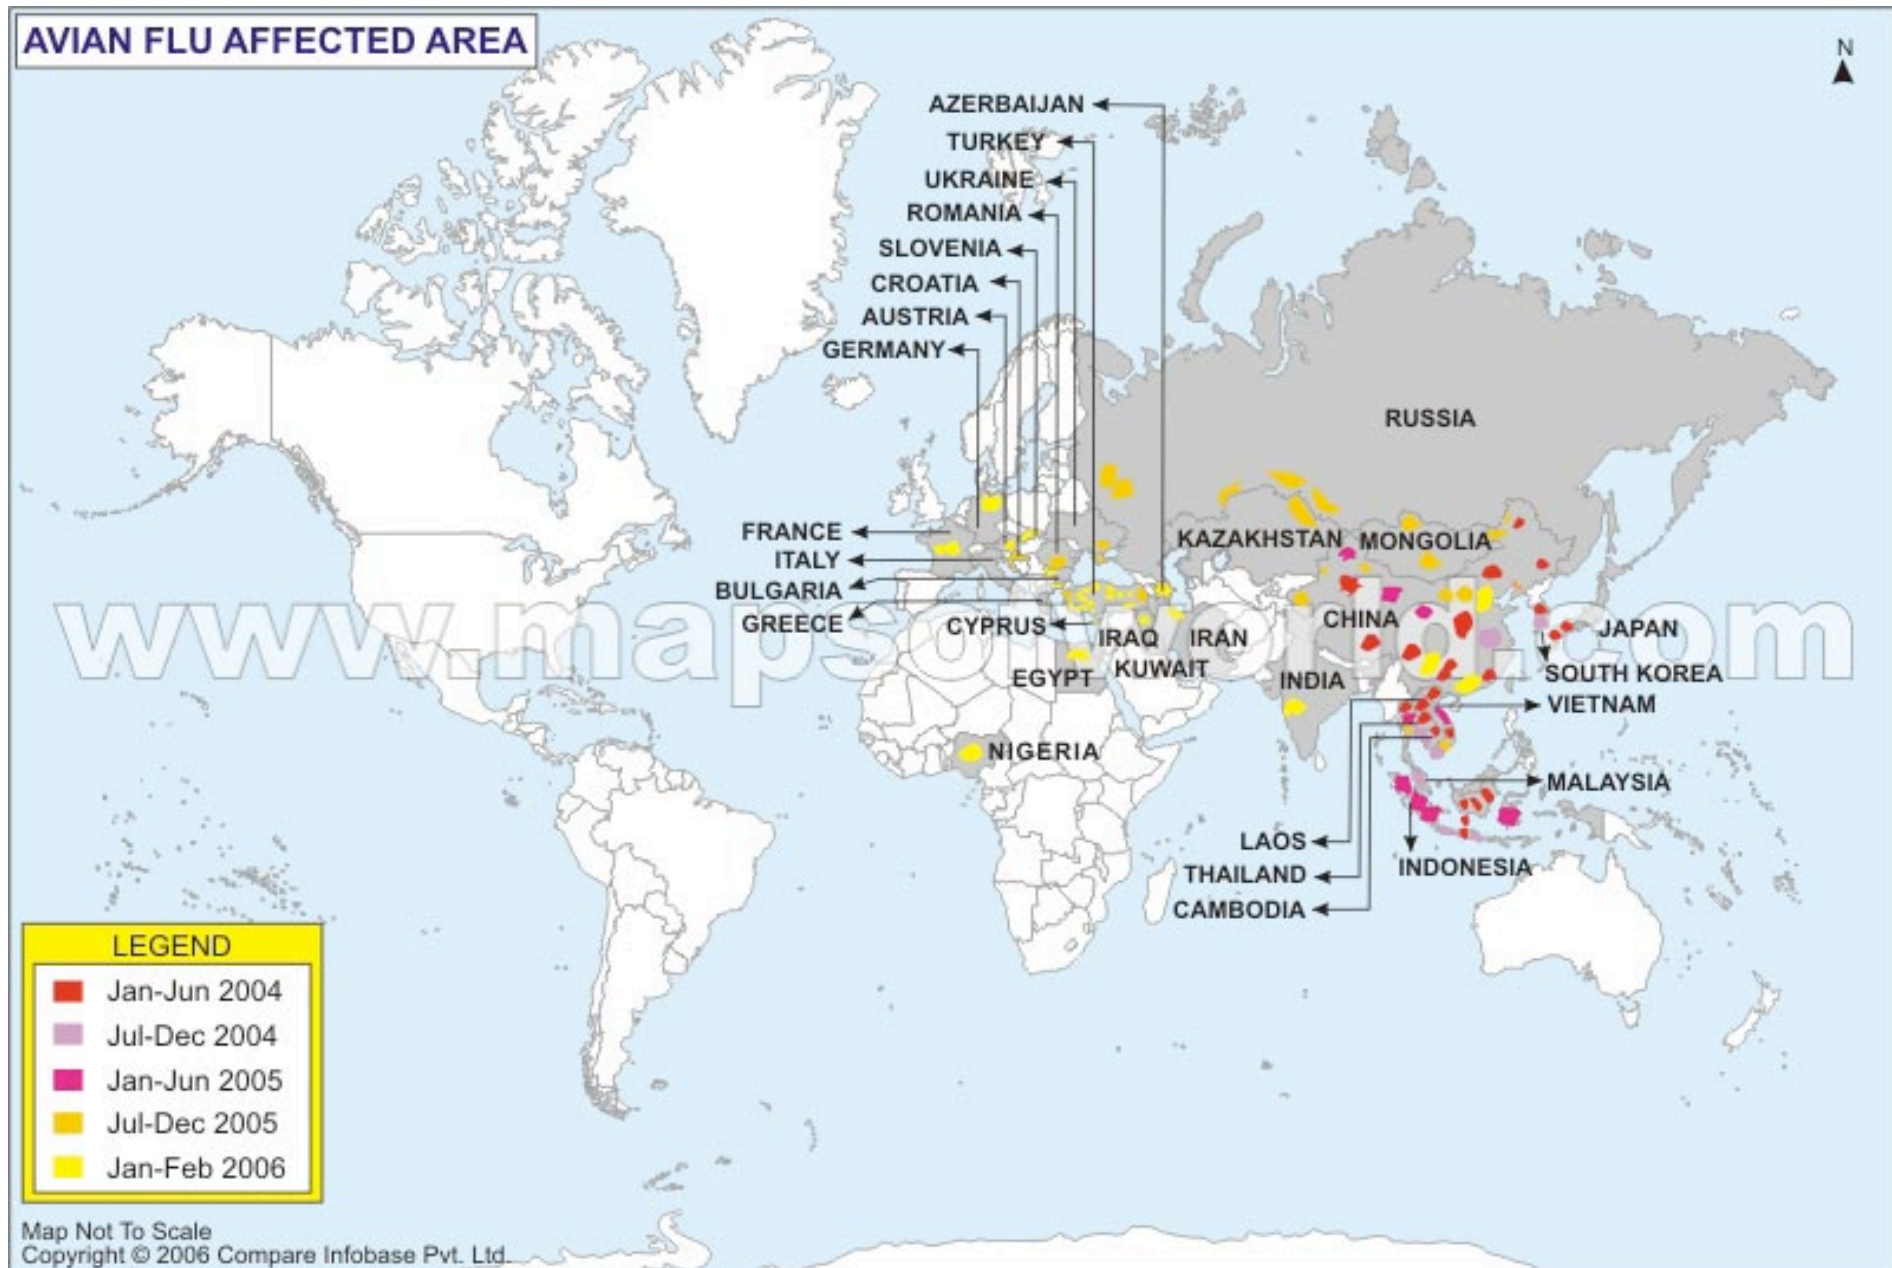 AVIAN FLU AFFECTED AREA
N
AZERBAIJAN
TURKEY
UKRAINE
ROMANIA
SLOVENIA
CROATIA
AUSTRIA
GERMANY
RUSSIA
FRANCE
KAZAKHSTAN
MONGOLIA
ITALY
BULGARIA
www.mapsofworld.com
GREECE
CYPRUS
IRAQ
IRAN
CHINA
JAPAN
KUWAIT
EGYPT
INDIA
SOUTH KOREA
VIETNAM
NIGERIA
MALAYSIA
LAOS
THAILAND
INDONESIA
CAMBODIA
LEGEND
Jan-Jun 2004
Jul-Dec 2004
Jan-Jun 2005
Jul-Dec 2005
Jan-Feb 2006
Map Not To Scale
Copyright © 2006 Compare Infobase Pvt. Ltd.